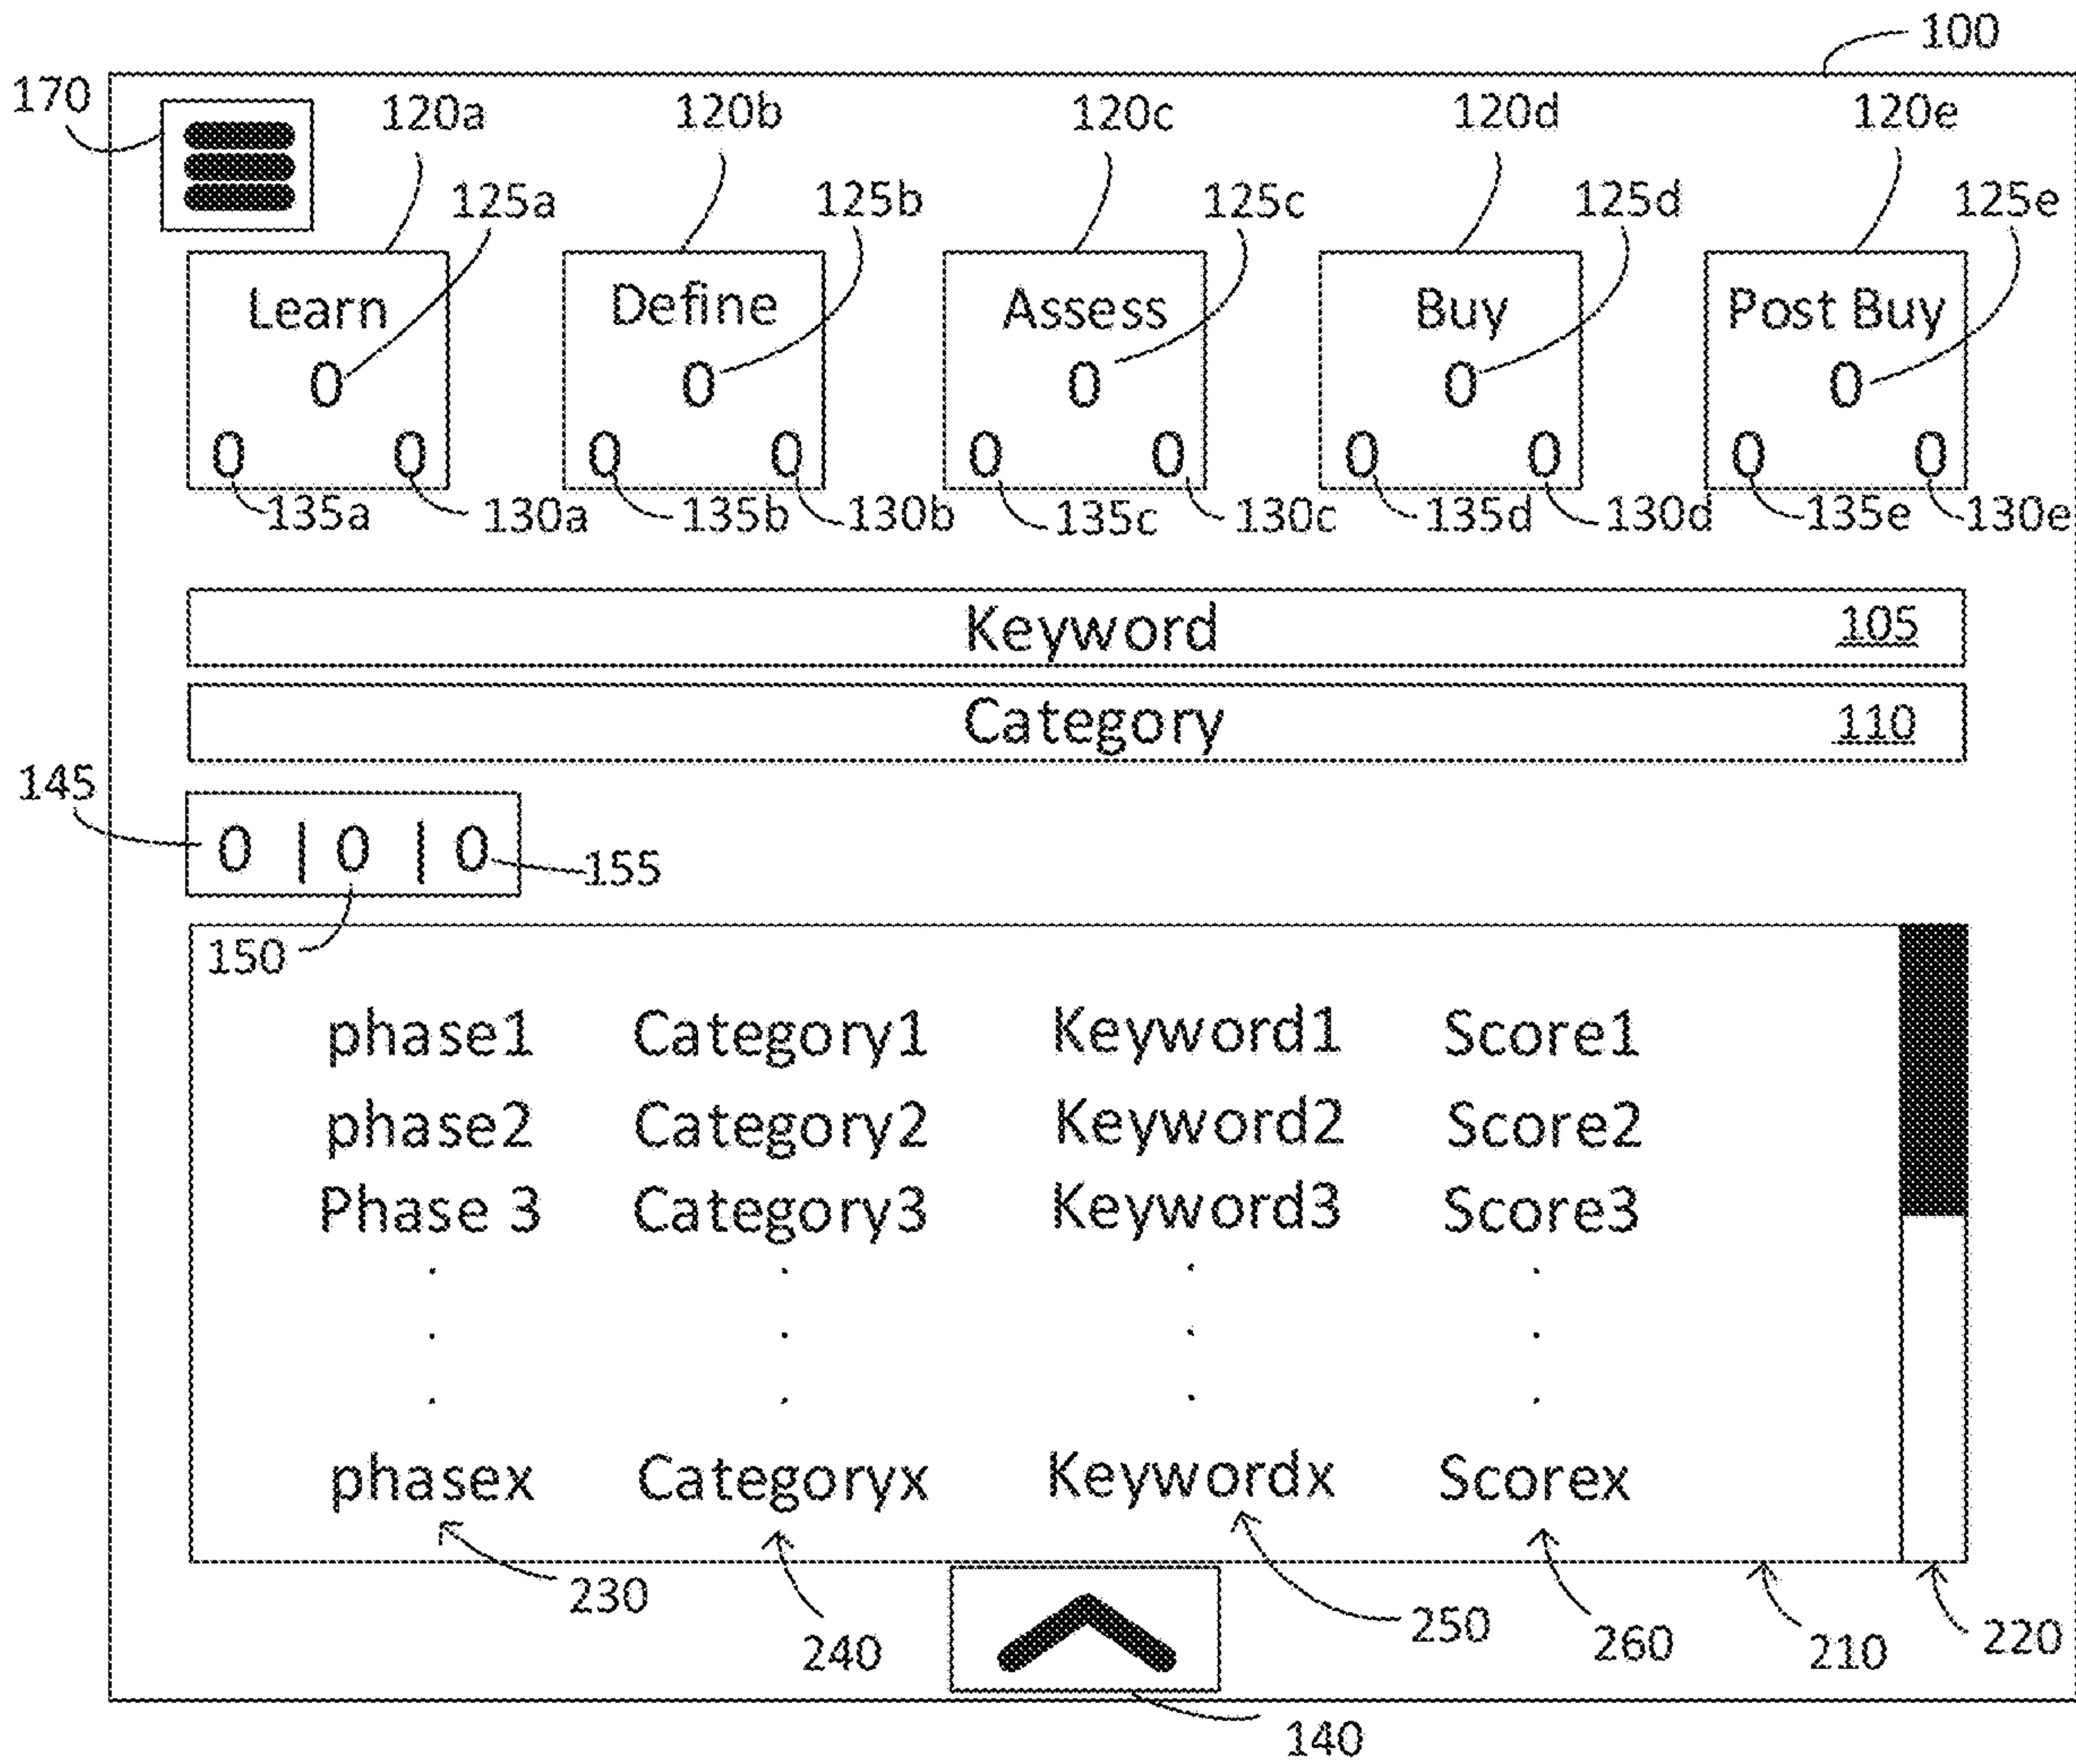 100
170 120a 120b 120c 120d 120e
125a 125b 125c 125d 125e
Learn Define Assess Buy Post Buy
0 0 0 0 0
0 0 0 0 0 0 0 0 0 0
135a 130a 135b 130b 135c 130c 135d 130d 135e 130e
Keyword 105
Category 110
145
0 | 0 | 0
155
150
phase1 Category1 Keyword1 Score1
phase2 Category2 Keyword2 Score2
Phase 3 Category3 Keyword3 Score3
. . . .
. . . .
. . . .
phasex Categoryx Keywordx Scorex
230 240 250 260 210 220
140